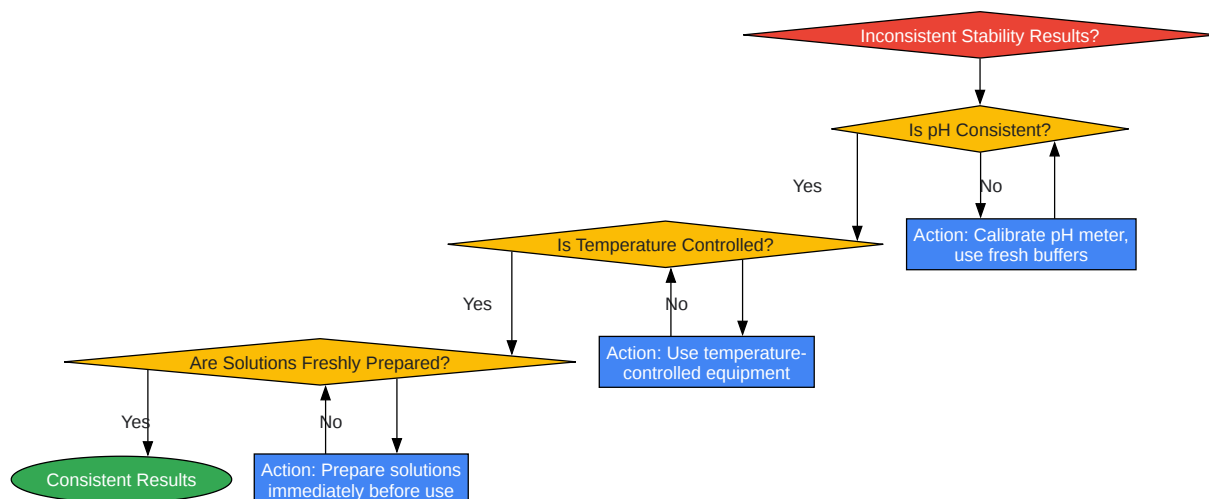 Inconsistent Stability Results?
Is pH Consistent?
Yes
No
Action: Calibrate pH meter,
use fresh buffers
Is Temperature Controlled?
Yes
No
Action: Use temperature-
controlled equipment
Are Solutions Freshly Prepared?
Yes
No
Consistent Results
Action: Prepare solutions
immediately before use